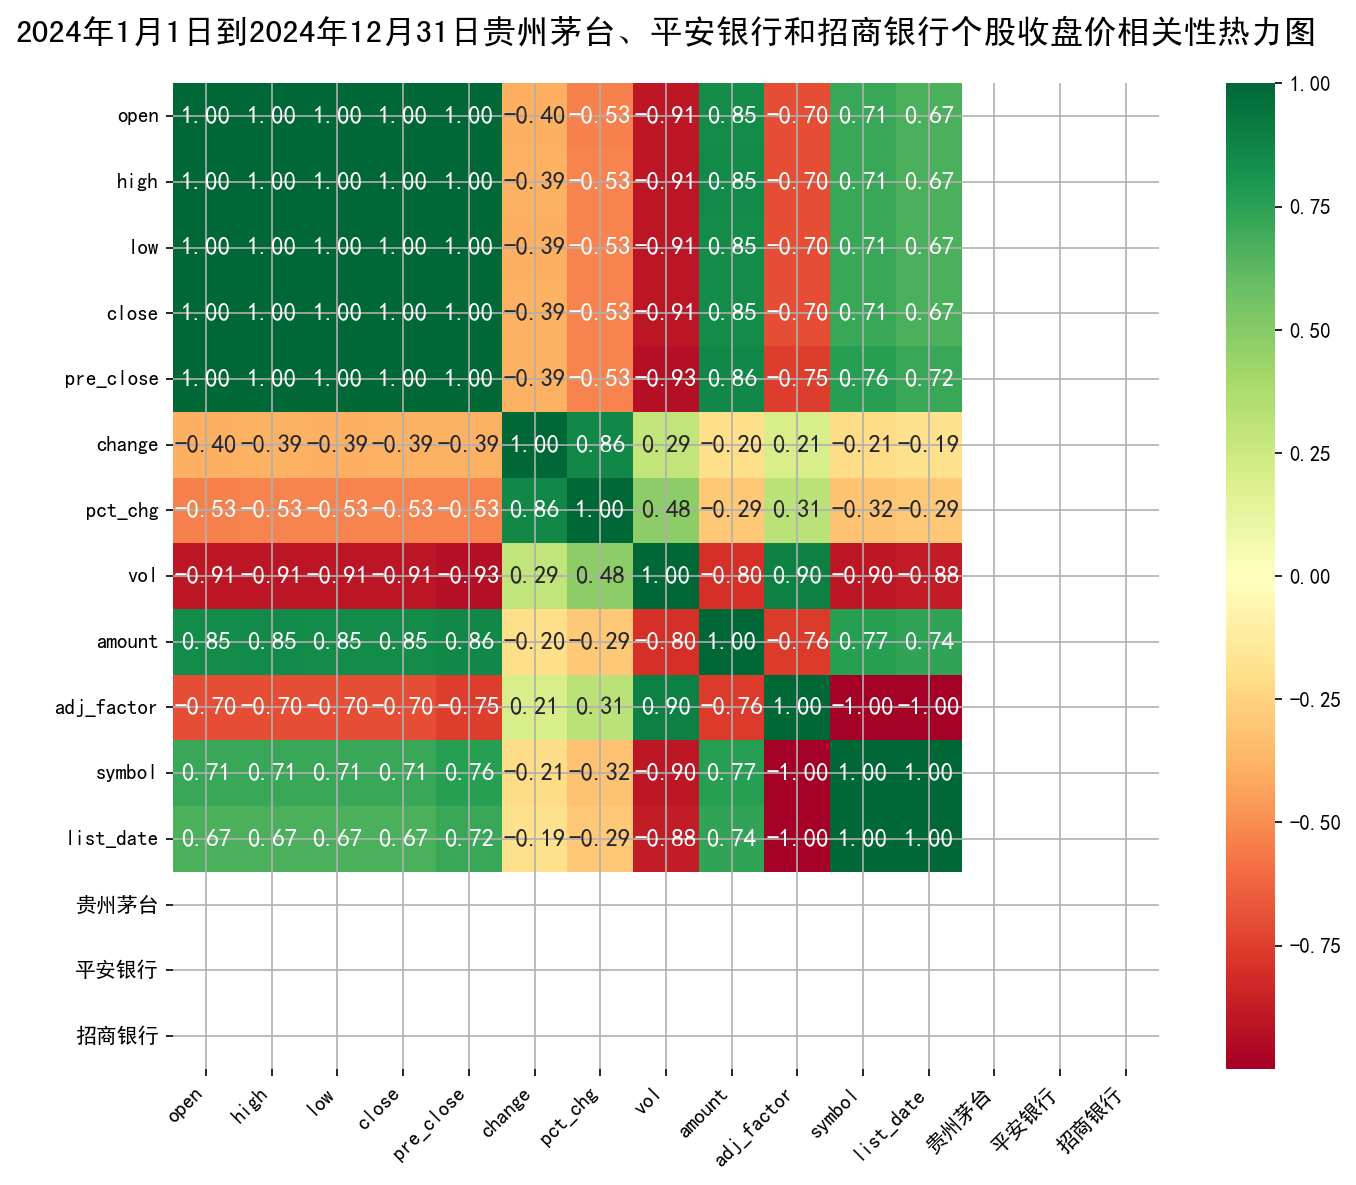 2024年1月1日到2024年12月31日贵州茅台、平安银行和招商银行个股收盘价相关性热力图
open 1.00 1.00 1.00 1.00 1.00 −0.40 −0.53 −0.91 0.85 −0.70 0.71 0.67
high 1.00 1.00 1.00 1.00 1.00 −0.39 −0.53 −0.91 0.85 −0.70 0.71 0.67
low 1.00 1.00 1.00 1.00 1.00 −0.39 −0.53 −0.91 0.85 −0.70 0.71 0.67
close 1.00 1.00 1.00 1.00 1.00 −0.39 −0.53 −0.91 0.85 −0.70 0.71 0.67
pre_close 1.00 1.00 1.00 1.00 1.00 −0.39 −0.53 −0.93 0.86 −0.75 0.76 0.72
change −0.40 −0.39 −0.39 −0.39 −0.39 1.00 0.86 0.29 −0.20 0.21 −0.21 −0.19
pct_chg −0.53 −0.53 −0.53 −0.53 −0.53 0.86 1.00 0.48 −0.29 0.31 −0.32 −0.29
vol −0.91 −0.91 −0.91 −0.91 −0.93 0.29 0.48 1.00 −0.80 0.90 −0.90 −0.88
amount 0.85 0.85 0.85 0.85 0.86 −0.20 −0.29 −0.80 1.00 −0.76 0.77 0.74
adj_factor −0.70 −0.70 −0.70 −0.70 −0.75 0.21 0.31 0.90 −0.76 1.00 −1.00 −1.00
symbol 0.71 0.71 0.71 0.71 0.76 −0.21 −0.32 −0.90 0.77 −1.00 1.00 1.00
list_date 0.67 0.67 0.67 0.67 0.72 −0.19 −0.29 −0.88 0.74 −1.00 1.00 1.00
贵州茅台
平安银行
招商银行
open high low close pre_close change pct_chg vol amount adj_factor symbol list_date 贵州茅台 平安银行 招商银行
1.00
0.75
0.50
0.25
0.00
−0.25
−0.50
−0.75